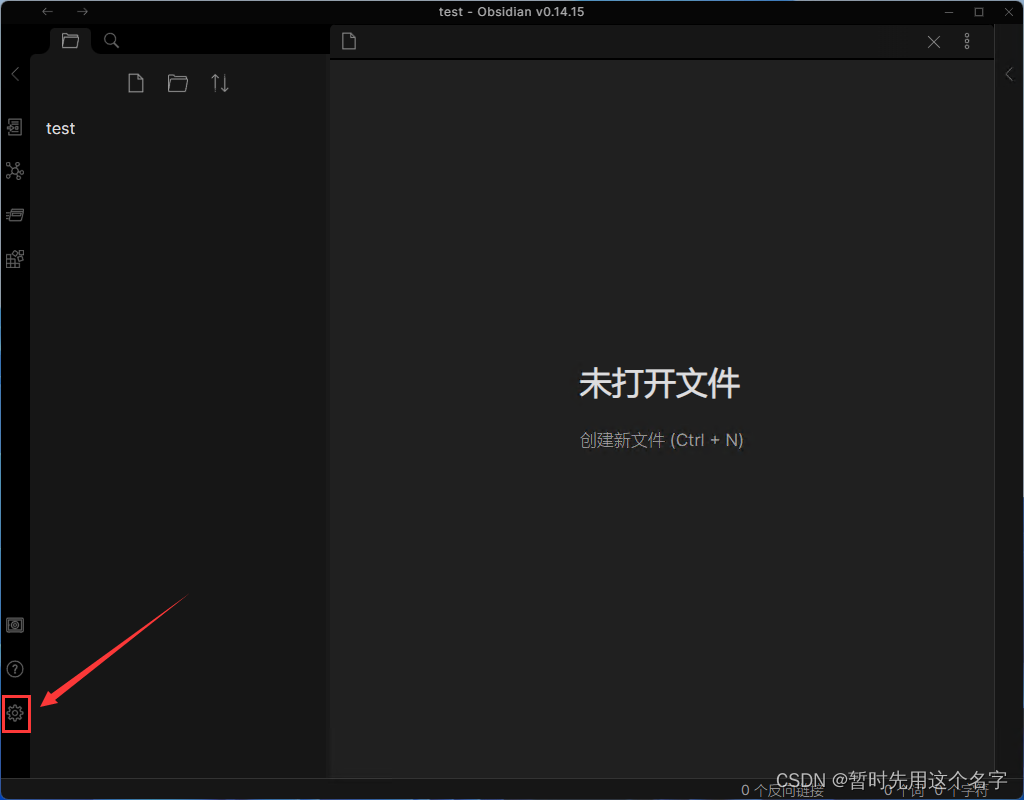 test - Obsidian v0.14.15
test
未打开文件
创建新文件 (Ctrl + N)
CSDN @暂时先用这个名字
0 个反向链接 0 个词 0 个字符